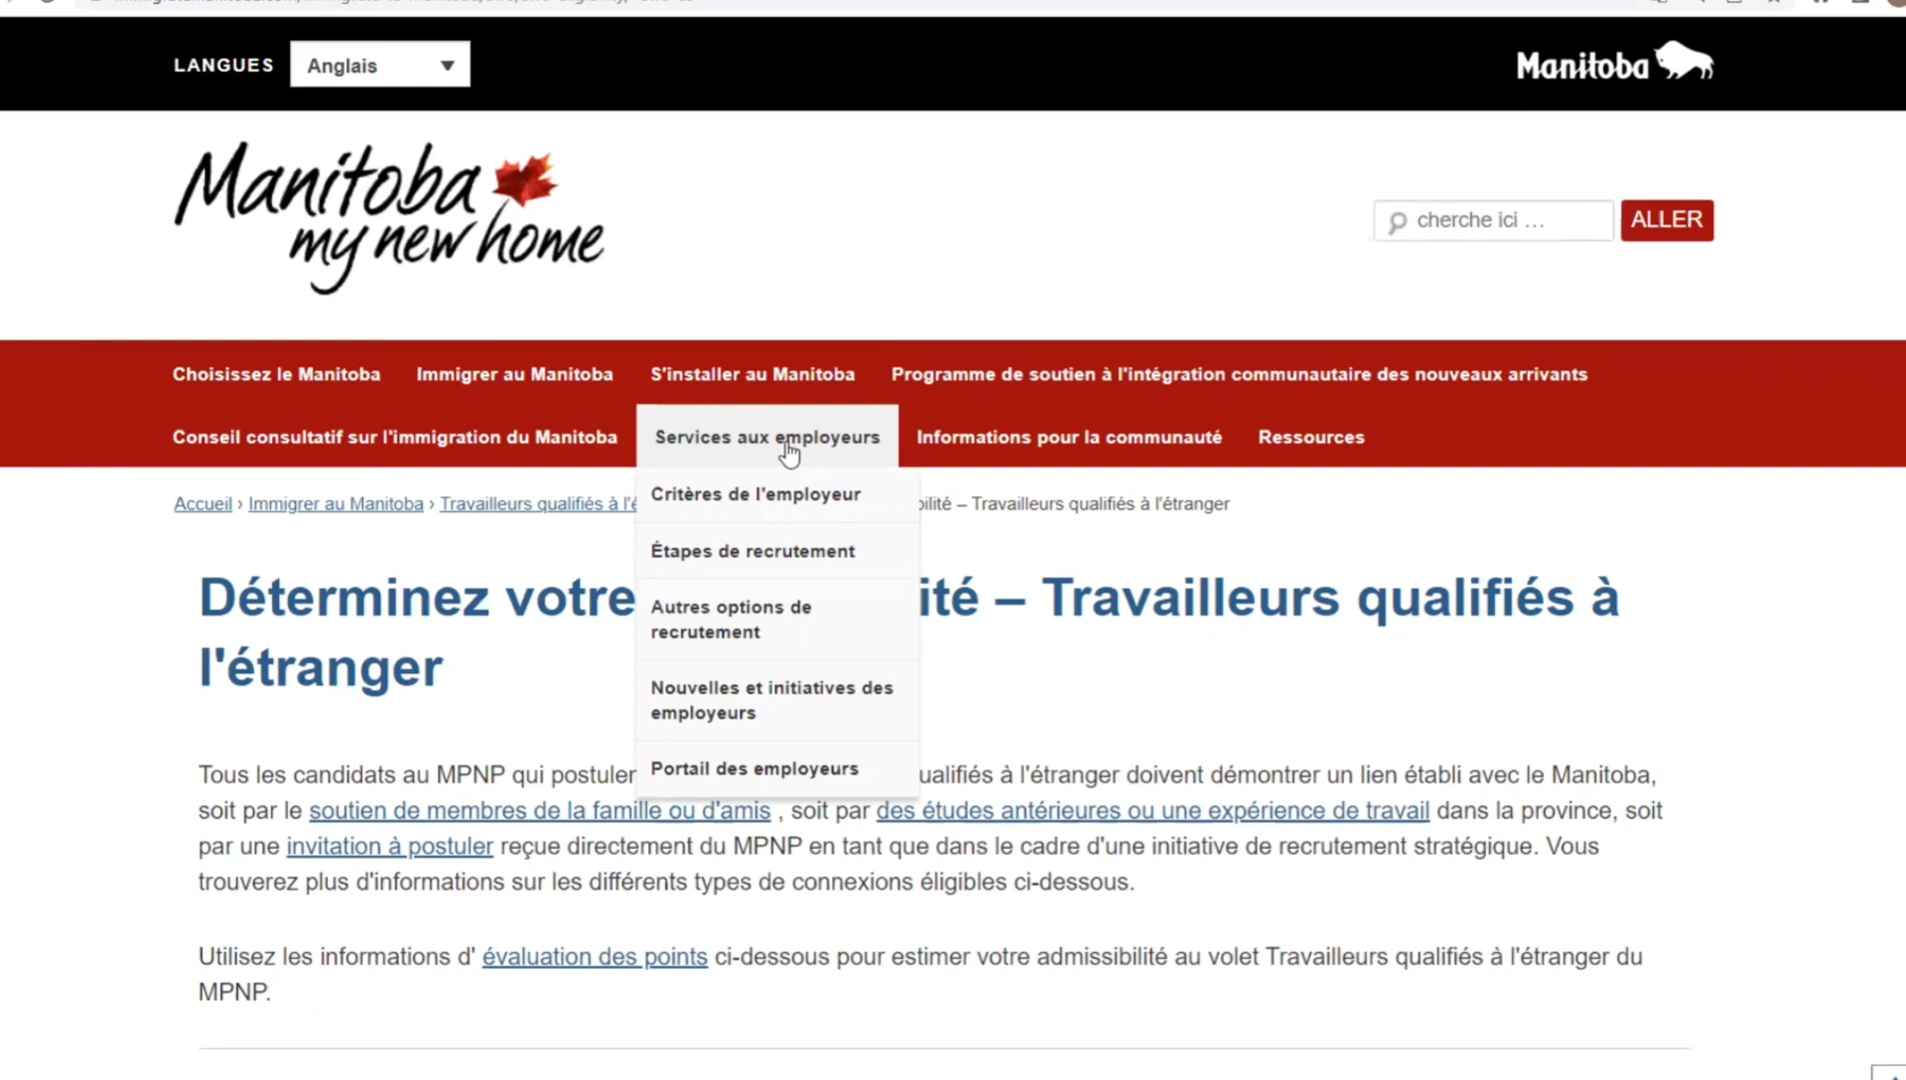 LANGUES
Anglais
Manitoba
Manitoba
my new home
cherche ici …
ALLER
Choisissez le Manitoba
Immigrer au Manitoba
S'installer au Manitoba
Programme de soutien à l'intégration communautaire des nouveaux arrivants
Conseil consultatif sur l'immigration du Manitoba
Services aux employeurs
Informations pour la communauté
Ressources
Critères de l'employeur
Étapes de recrutement
Autres options de
recrutement
Nouvelles et initiatives des
employeurs
Portail des employeurs
Accueil › Immigrer au Manitoba › Travailleurs qualifiés à – Travailleurs qualifiés à l'étranger
Déterminez votre – Travailleurs qualifiés à
l'étranger
Tous les candidats au MPNP qui à l'étranger doivent démontrer un lien établi avec le Manitoba,
soit par le soutien de membres de la famille ou d'amis , soit par des études antérieures ou une expérience de travail dans la province, soit
par une invitation à postuler reçue directement du MPNP en tant que dans le cadre d'une initiative de recrutement stratégique. Vous
trouverez plus d'informations sur les différents types de connexions éligibles ci-dessous.
Utilisez les informations d' évaluation des points ci-dessous pour estimer votre admissibilité au volet Travailleurs qualifiés à l'étranger du
MPNP.